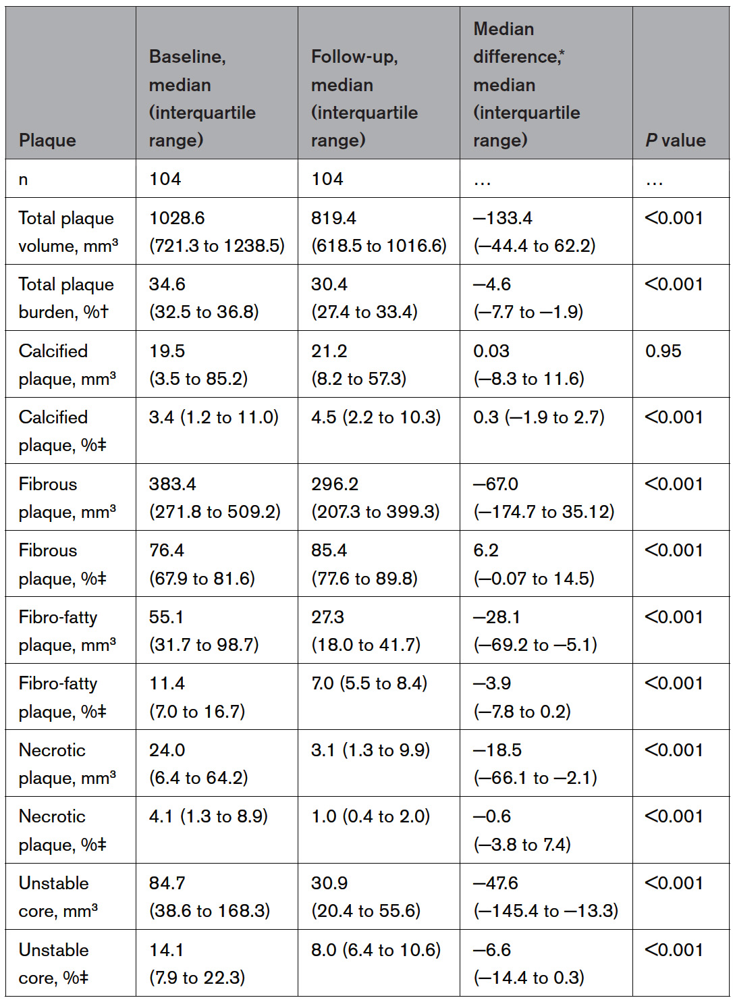 Plaque
Baseline,
median
(interquartile
range)
Follow-up,
median
(interquartile
range)
Median
difference,*
median
(interquartile
range)
P value
n
104
104
…
…
Total plaque
volume, mm³
1028.6
(721.3 to 1238.5)
819.4
(618.5 to 1016.6)
−133.4
(−44.4 to 62.2)
<0.001
Total plaque
burden, %†
34.6
(32.5 to 36.8)
30.4
(27.4 to 33.4)
−4.6
(−7.7 to −1.9)
<0.001
Calcified
plaque, mm³
19.5
(3.5 to 85.2)
21.2
(8.2 to 57.3)
0.03
(−8.3 to 11.6)
0.95
Calcified
plaque, %‡
3.4 (1.2 to 11.0)
4.5 (2.2 to 10.3)
0.3 (−1.9 to 2.7)
<0.001
Fibrous
plaque, mm³
383.4
(271.8 to 509.2)
296.2
(207.3 to 399.3)
−67.0
(−174.7 to 35.12)
<0.001
Fibrous
plaque, %‡
76.4
(67.9 to 81.6)
85.4
(77.6 to 89.8)
6.2
(−0.07 to 14.5)
<0.001
Fibro-fatty
plaque, mm³
55.1
(31.7 to 98.7)
27.3
(18.0 to 41.7)
−28.1
(−69.2 to −5.1)
<0.001
Fibro-fatty
plaque, %‡
11.4
(7.0 to 16.7)
7.0 (5.5 to 8.4)
−3.9
(−7.8 to 0.2)
<0.001
Necrotic
plaque, mm³
24.0
(6.4 to 64.2)
3.1 (1.3 to 9.9)
−18.5
(−66.1 to −2.1)
<0.001
Necrotic
plaque, %‡
4.1 (1.3 to 8.9)
1.0 (0.4 to 2.0)
−0.6
(−3.8 to 7.4)
<0.001
Unstable
core, mm³
84.7
(38.6 to 168.3)
30.9
(20.4 to 55.6)
−47.6
(−145.4 to −13.3)
<0.001
Unstable
core, %‡
14.1
(7.9 to 22.3)
8.0 (6.4 to 10.6)
−6.6
(−14.4 to 0.3)
<0.001